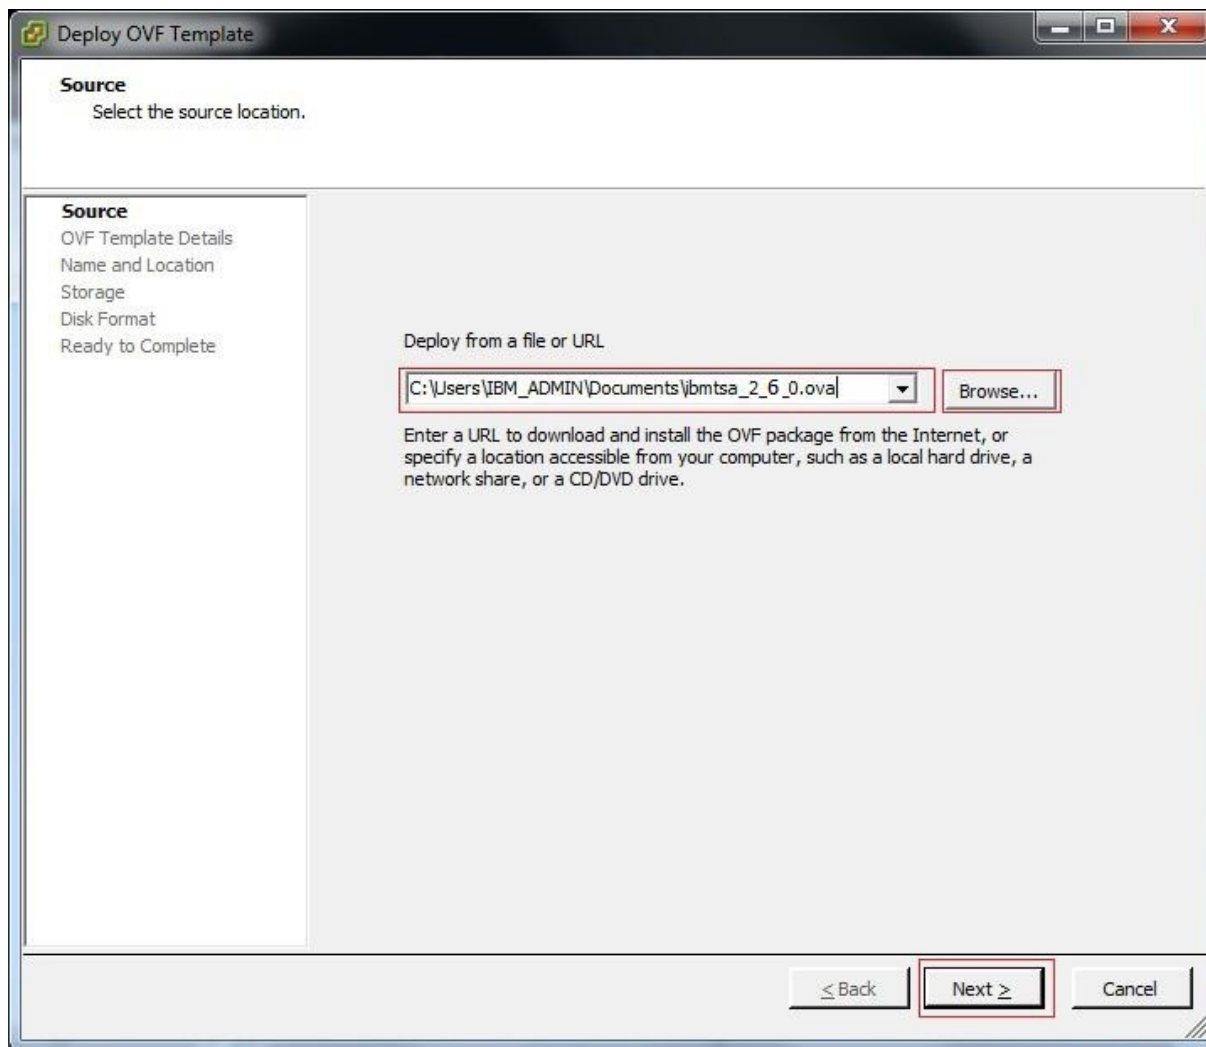 Deploy OVF Template
Source
Select the source location.
Source
OVF Template Details
Name and Location
Storage
Disk Format
Ready to Complete
Deploy from a file or URL
C:\Users\IBM_ADMIN\Documents\ibmtsa_2_6_0.ova
Browse...
Enter a URL to download and install the OVF package from the Internet, or
specify a location accessible from your computer, such as a local hard drive, a
network share, or a CD/DVD drive.
< Back
Next >
Cancel